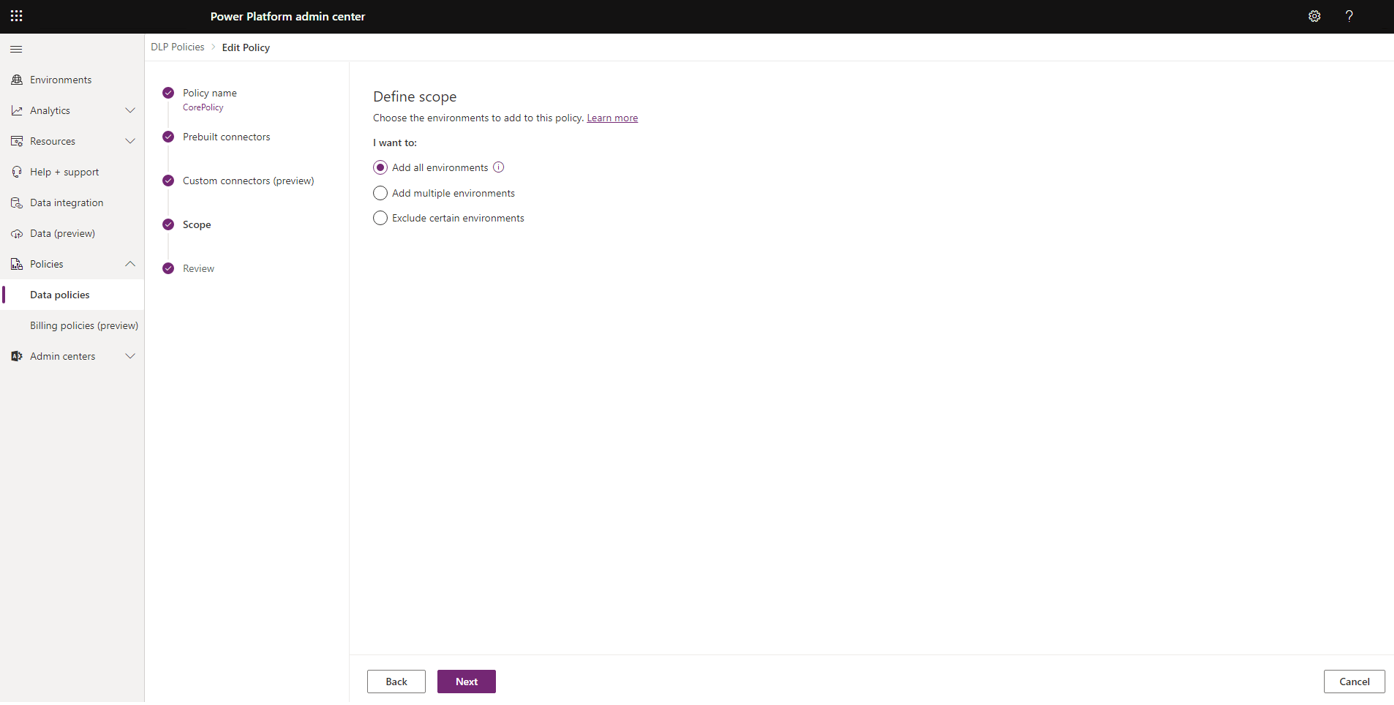 Power Platform admin center
?
DLP Policies > Edit Policy
Environments
Analytics
Resources
Help + support
Data integration
Data (preview)
Policies
Data policies
Billing policies (preview)
Admin centers
Policy name
CorePolicy
Prebuilt connectors
Custom connectors (preview)
Scope
Review
Define scope
Choose the environments to add to this policy. Learn more
I want to:
Add all environments
Add multiple environments
Exclude certain environments
Back
Next
Cancel